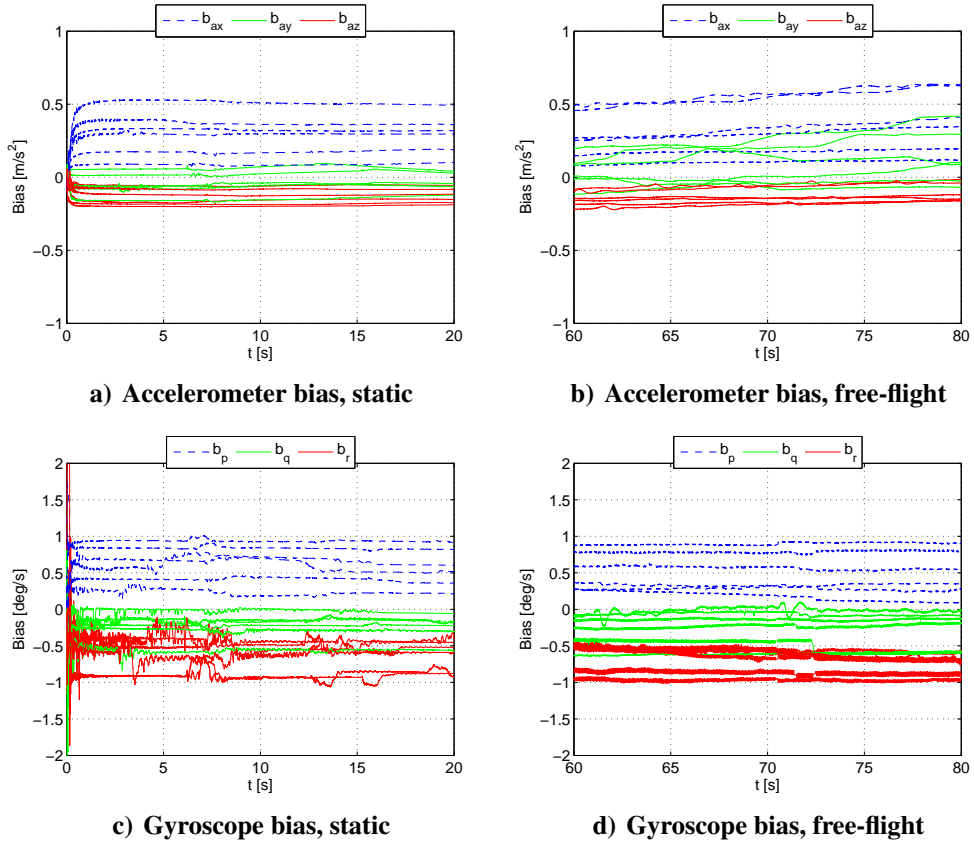 b_ax b_ay b_az
1
0.5
0
−0.5
−1
0 5 10 15 20
Bias [m/s²]
t [s]
a) Accelerometer bias, static
b_ax b_ay b_az
1
0.5
0
−0.5
−1
60 65 70 75 80
Bias [m/s²]
t [s]
b) Accelerometer bias, free-flight
b_p b_q b_r
2
1.5
1
0.5
0
−0.5
−1
−1.5
−2
0 5 10 15 20
Bias [deg/s]
t [s]
c) Gyroscope bias, static
b_p b_q b_r
2
1.5
1
0.5
0
−0.5
−1
−1.5
−2
60 65 70 75 80
Bias [deg/s]
t [s]
d) Gyroscope bias, free-flight